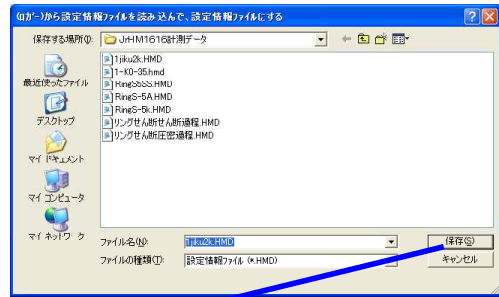 (ﾛｶﾞｰ)から設定情報ﾌｧｲﾙを読み込んで、設定情報ﾌｧｲﾙにする
保存する場所(I):
JrHM1616計測データ
最近使ったファイル
デスクトップ
マイ ドキュメント
マイ コンピュータ
マイ ネットワーク
1jiku2k.HMD
1-K0-35.hmd
RingS5SS.HMD
RingS-5A.HMD
RingS-5k.HMD
リングせん断せん断過程.HMD
リングせん断圧密過程.HMD
ファイル名(N):
1jiku2k.HMD
保存(S)
ファイルの種類(T):
設定情報ﾌｧｲﾙ (*.HMD)
キャンセル